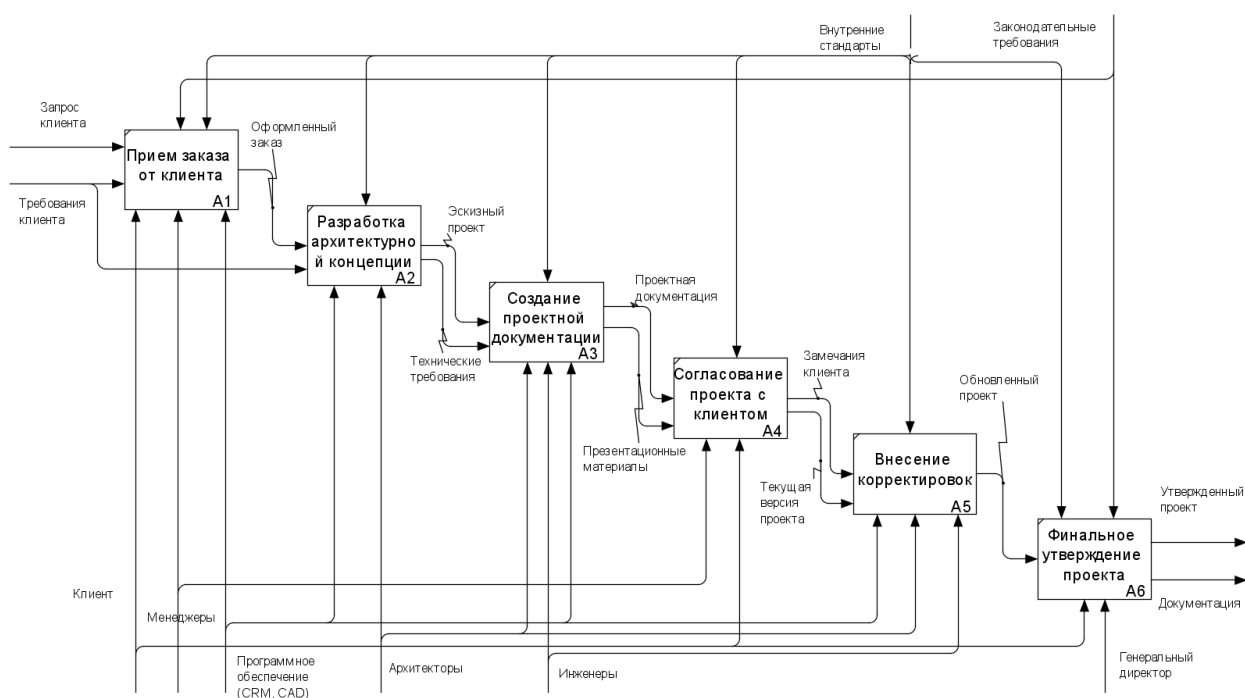 Внутренние
стандарты
Законодательные
требования
Запрос
клиента
Оформленный
заказ
Прием заказа
от клиента
A1
Требования
клиента
Разработка
архитектурно
й концепции
A2
Эскизный
проект
Создание
проектной
документации
A3
Проектная
документация
Технические
требования
Согласование
проекта с
клиентом
A4
Замечания
клиента
Обновленный
проект
Презентационные
материалы
Внесение
корректировок
A5
Текущая
версия
проекта
Утвержденный
проект
Финальное
утверждение
проекта
A6
Документация
Клиент
Менеджеры
Программное
обеспечение
(CRM, CAD)
Архитекторы
Инженеры
Генеральный
директор